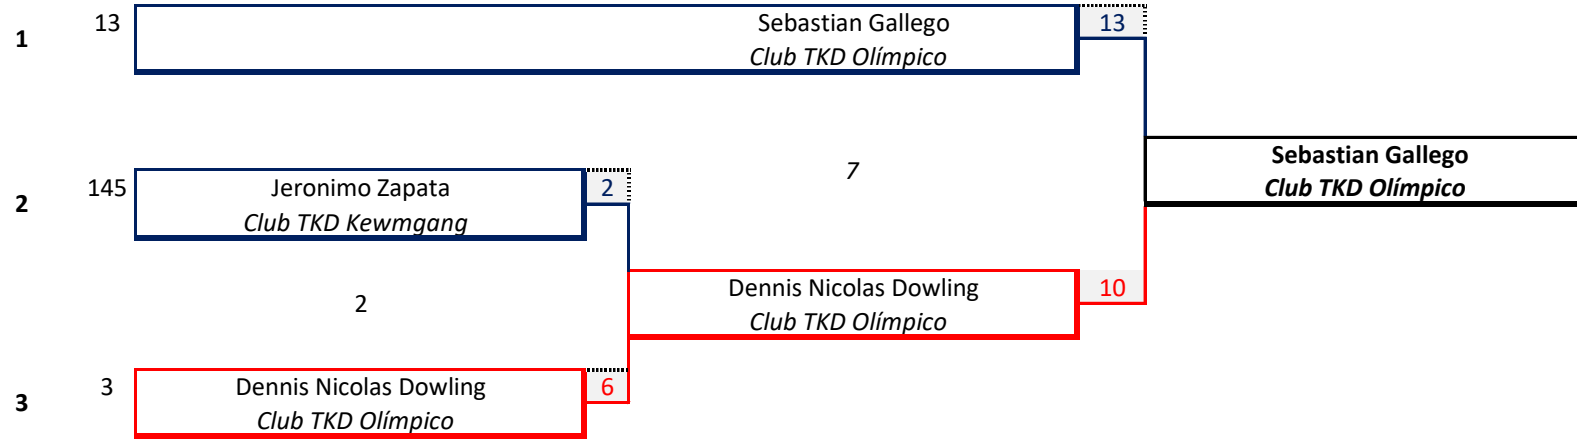 1
13
Sebastian Gallego
Club TKD Olímpico
13
2
145
Jeronimo Zapata
Club TKD Kewmgang
2
7
Sebastian Gallego
Club TKD Olímpico
2
Dennis Nicolas Dowling
Club TKD Olímpico
10
3
3
Dennis Nicolas Dowling
Club TKD Olímpico
6